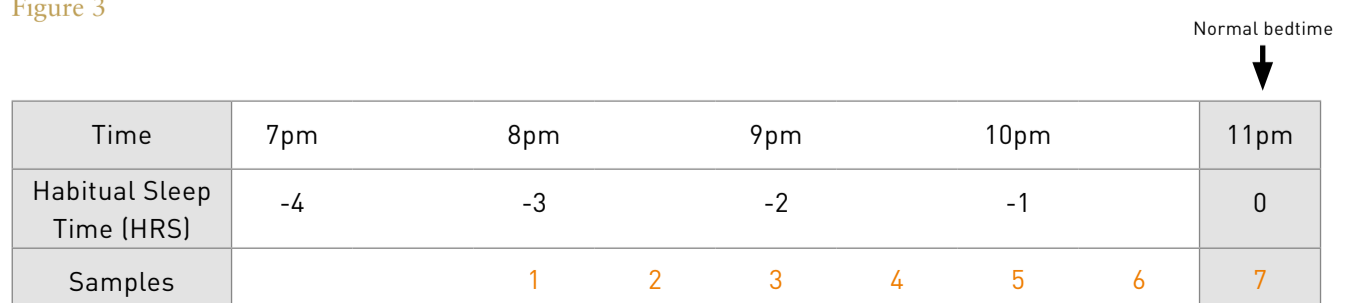 Figure 3
Normal bedtime
Time 7pm 8pm 9pm 10pm 11pm
Habitual Sleep
Time (HRS) -4 -3 -2 -1 0
Samples 1 2 3 4 5 6 7